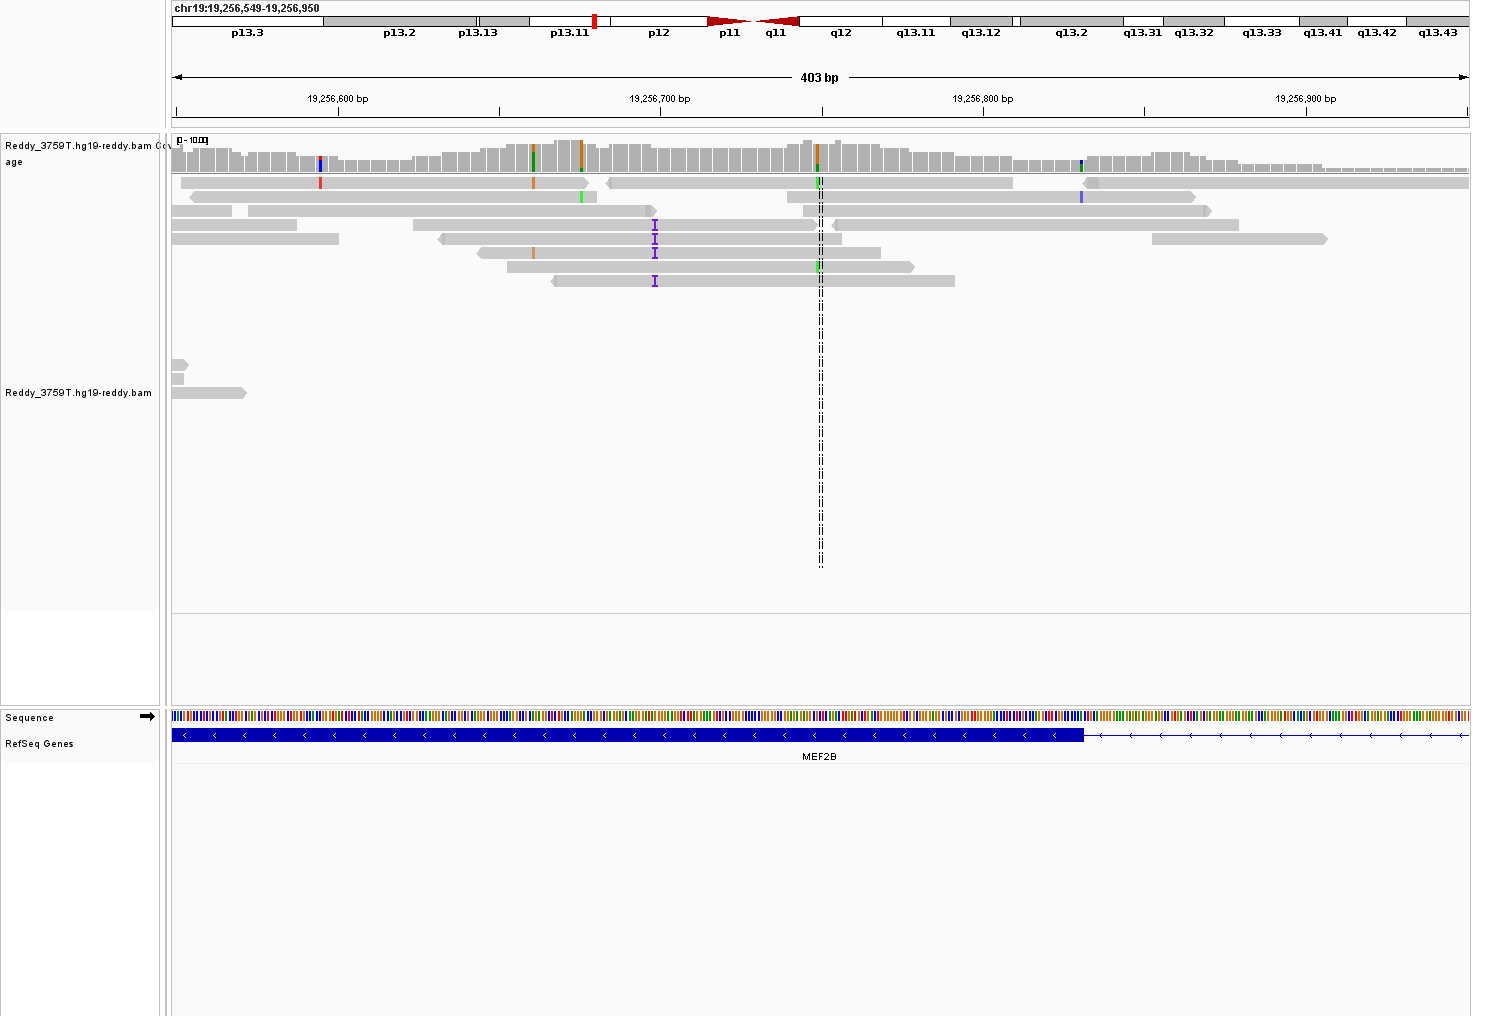 chr19:19,256,549-19,256,950
p13.3 p13.2 p13.13 p13.11 p12 p11 q11 q12 q13.11 q13.12 q13.2 q13.31 q13.32 q13.33 q13.41 q13.42 q13.43
403 bp
19,256,600 bp 19,256,700 bp 19,256,800 bp 19,256,900 bp
Reddy_3759T.hg19-reddy.bam Cov
age
[0 - 10.00]
Reddy_3759T.hg19-reddy.bam
Sequence
RefSeq Genes
MEF2B